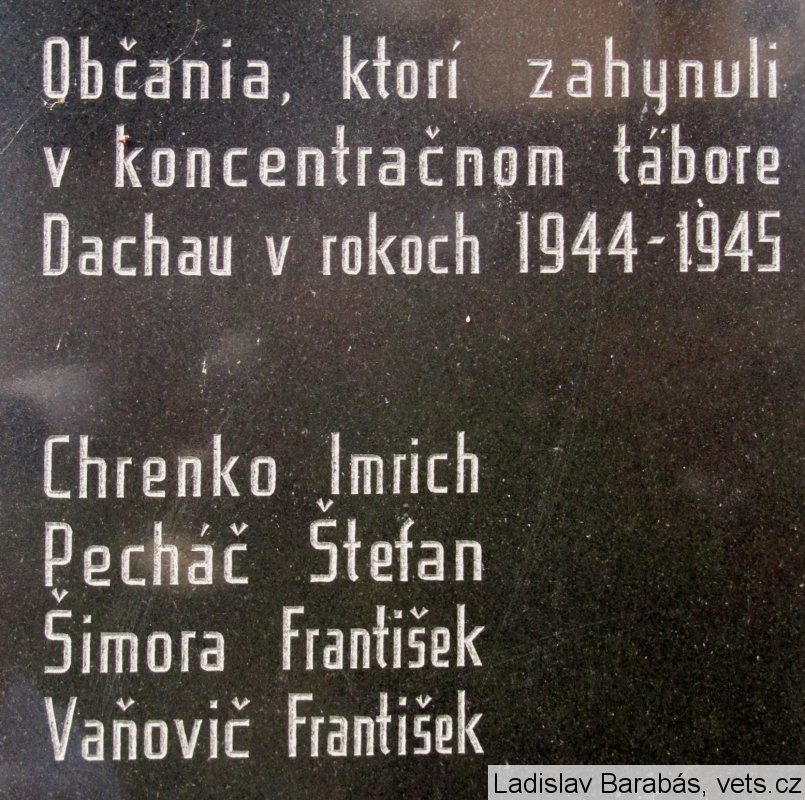 Občania, ktorí zahynuli
v koncentračnom tábore
Dachau v rokoch 1944-1945
Chrenko Imrich
Pecháč Štefan
Šimora František
Vaňovič František
Ladislav Barabás, vets.cz